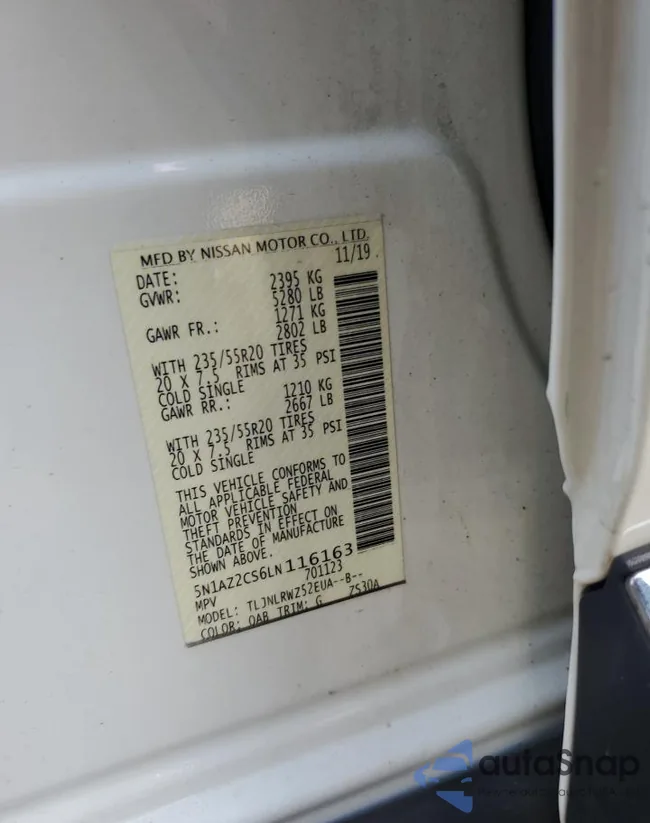 MFD BY NISSAN MOTOR CO., LTD.
DATE: 11/19
GVWR: 2395 KG
5280 LB
GAWR FR.: 1271 KG
2802 LB
WITH 235/55R20 TIRES
20 X 7.5 RIMS AT 35 PSI
COLD SINGLE
GAWR RR.: 1210 KG
2667 LB
WITH 235/55R20 TIRES
20 X 7.5 RIMS AT 35 PSI
COLD SINGLE
THIS VEHICLE CONFORMS TO
ALL APPLICABLE FEDERAL
MOTOR VEHICLE SAFETY AND
THEFT PREVENTION
STANDARDS IN EFFECT ON
THE DATE OF MANUFACTURE
SHOWN ABOVE.
5N1AZ2CS6LN116163
MPV 701123
MODEL: TLJNLRWZ52EUA--B--
COLOR: QAB TRIM: G ZS30A
autaSnap